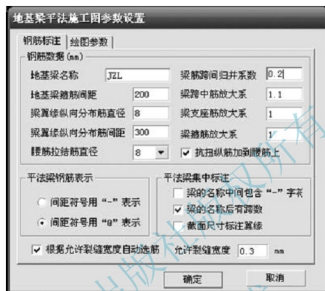 地基梁平法施工图参数设置
钢筋标注 绘图参数
钢筋数据(mm)
地基梁名称 JZL 梁筋跨间归并系数 0.2
地基梁箍筋间距 200 梁跨中筋放大系 1.1
梁翼缘纵向分布筋直径 8 梁支座筋放大系 1
梁翼缘纵向分布筋间距 300 梁箍筋放大系 1
腰筋拉结筋直径 8 抗扭纵筋加到腰筋上
平法梁钢筋表示 平法梁集中标注
间距符号用 "-" 表示 梁的名称中间包含 "-" 字符
间距符号用 "@" 表示 梁的名称后有跨数
截面尺寸标注翼缘
根据允许裂缝宽度自动选筋 允许裂缝宽度 0.3 mm
确定 取消